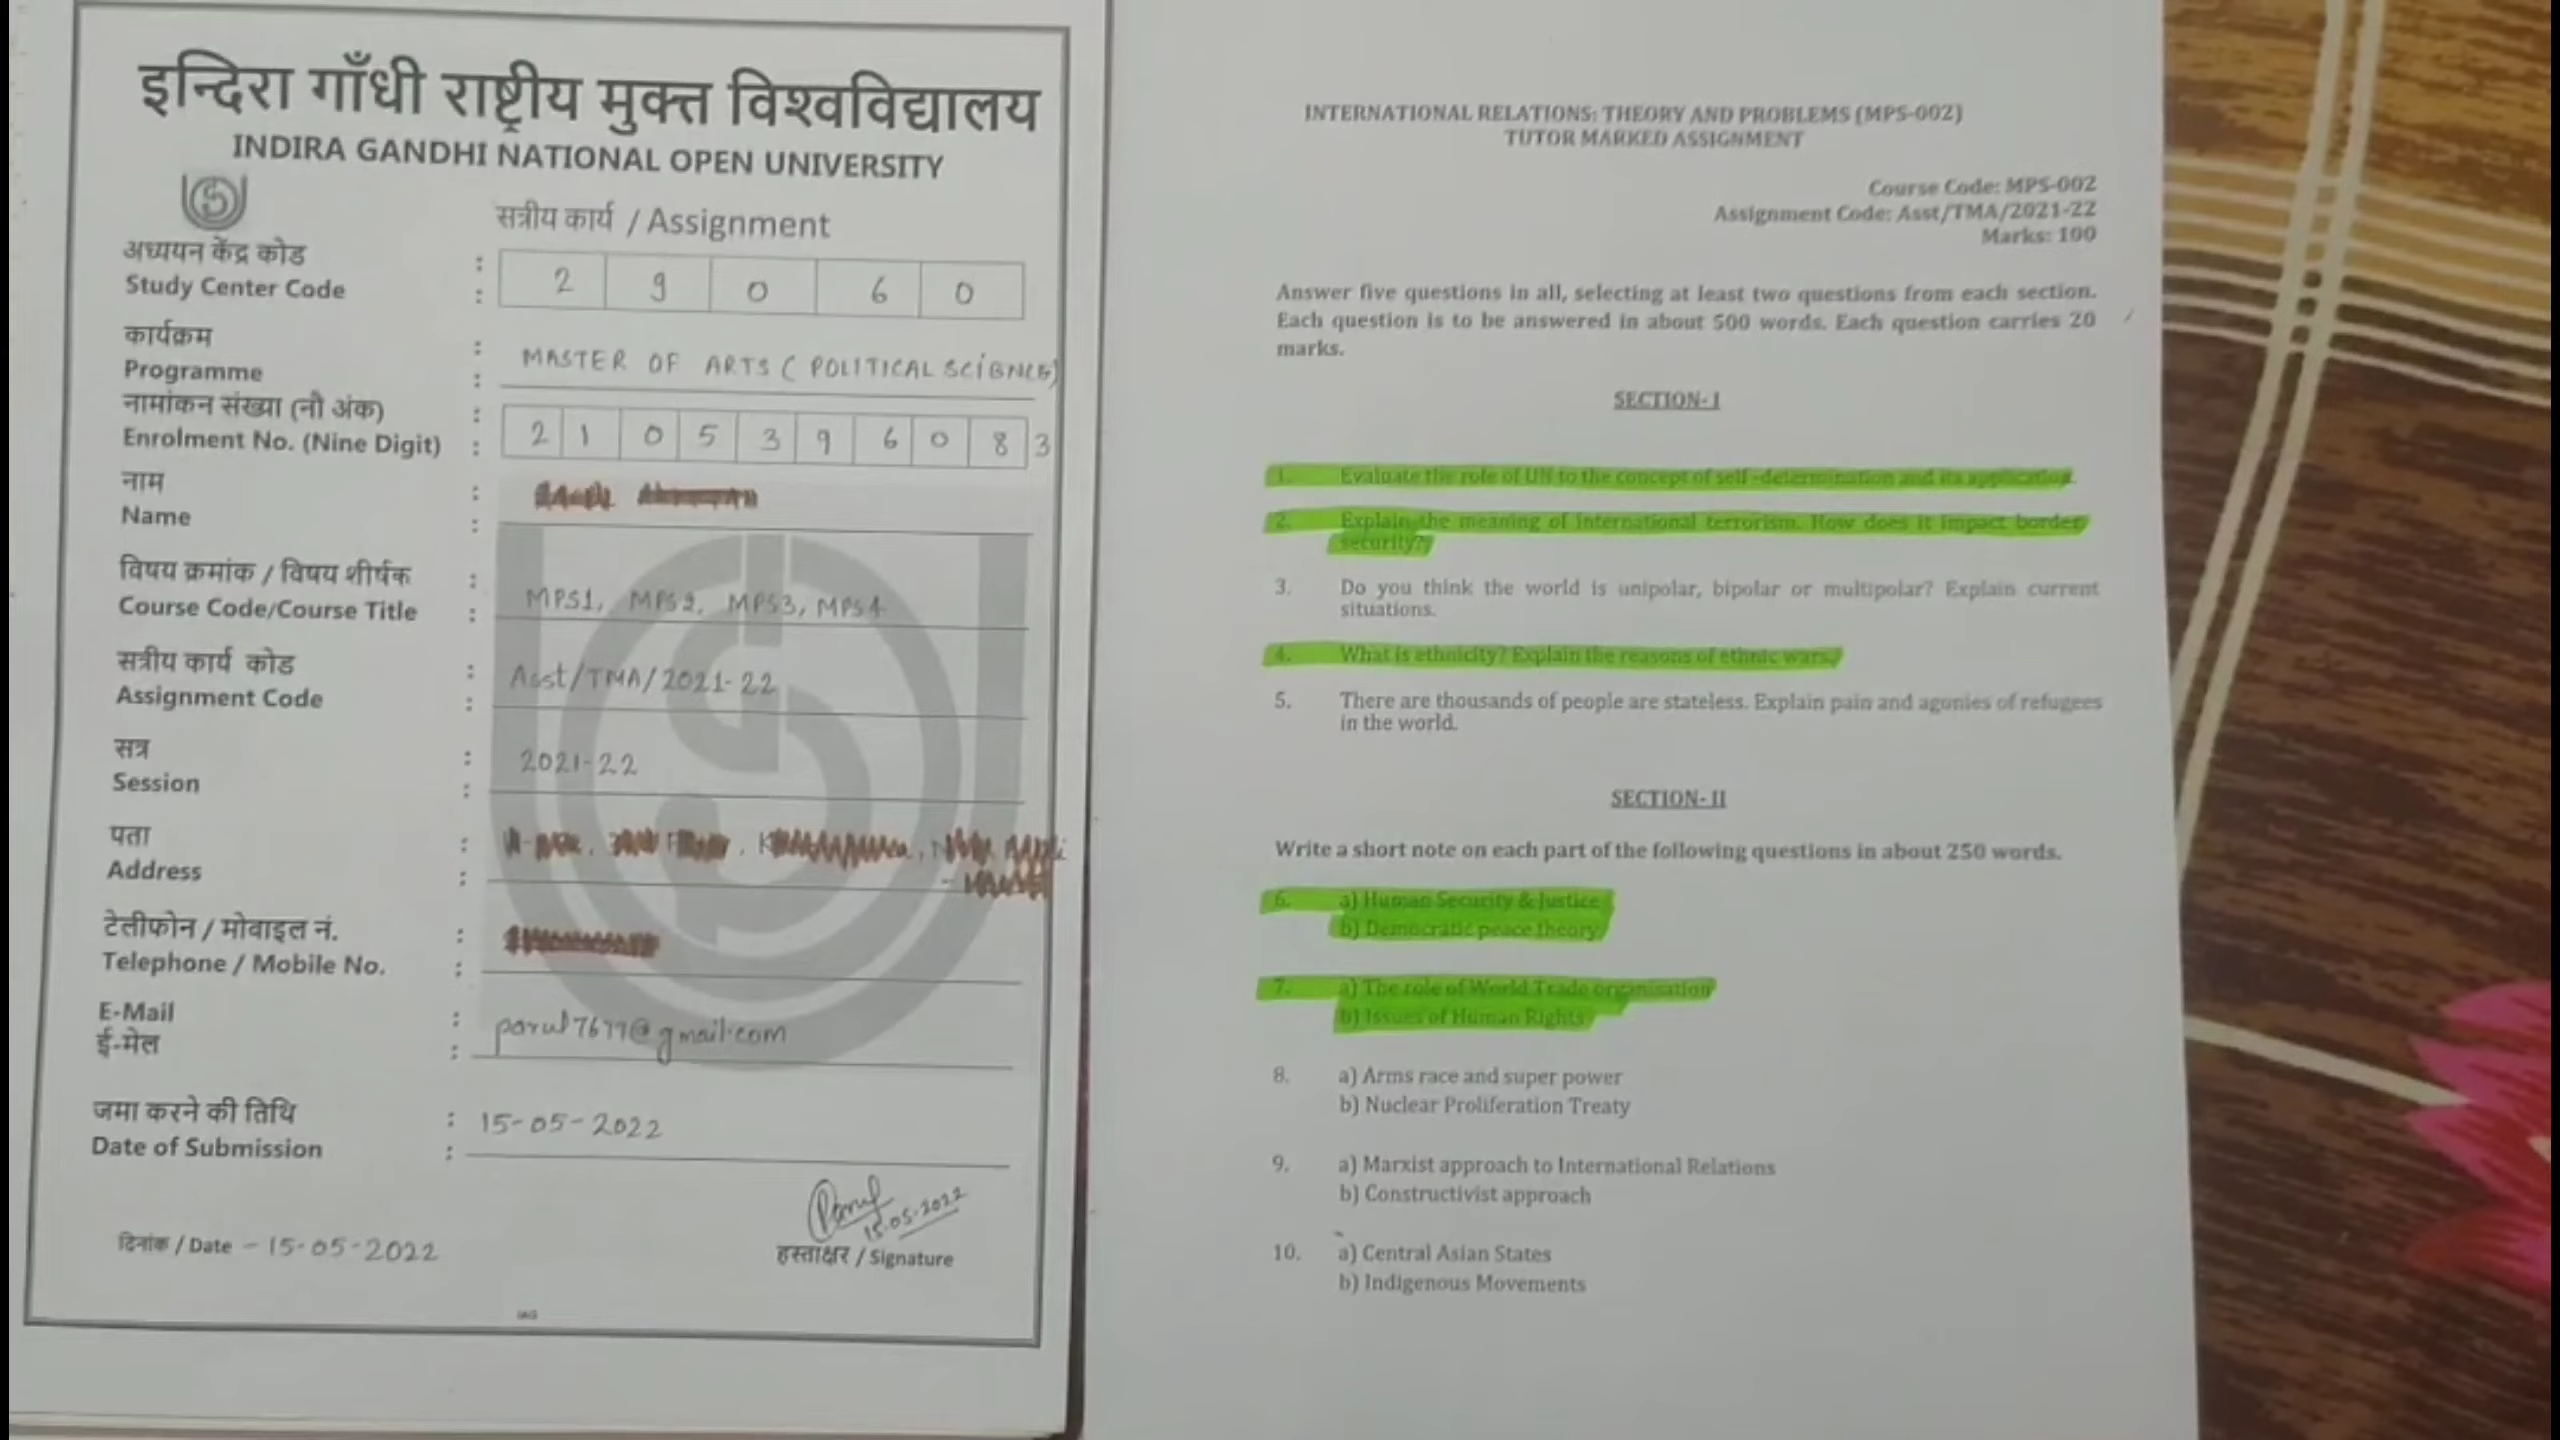 इन्दिरा गाँधी राष्ट्रीय मुक्त विश्वविद्यालय
INDIRA GANDHI NATIONAL OPEN UNIVERSITY
सत्रीय कार्य / Assignment
अध्ययन केंद्र कोड :
Study Center Code : 2 9 0 6 0
कार्यक्रम :
Programme : MASTER OF ARTS ( POLITICAL SCIENCE)
नामांकन संख्या (नौ अंक) :
Enrolment No. (Nine Digit) : 2 1 0 5 3 9 6 0 8 3
नाम :
Name :
विषय क्रमांक / विषय शीर्षक :
Course Code/Course Title : MPS1, MPS2, MPS3, MPS4
सत्रीय कार्य कोड :
Assignment Code : Asst/TMA/2021-22
सत्र :
Session : 2021-22
पता :
Address :
टेलीफोन / मोबाइल नं. :
Telephone / Mobile No. :
E-Mail :
ई-मेल : parul7677@gmail.com
जमा करने की तिथि :
Date of Submission : 15-05-2022
Parul
15-05-2022
दिनांक / Date - 15-05-2022
हस्ताक्षर / Signature
INTERNATIONAL RELATIONS: THEORY AND PROBLEMS (MPS-002)
TUTOR MARKED ASSIGNMENT
Course Code: MPS-002
Assignment Code: Asst/TMA/2021-22
Marks: 100
Answer five questions in all, selecting at least two questions from each section.
Each question is to be answered in about 500 words. Each question carries 20
marks.
SECTION- I
1. Evaluate the role of UN to the concept of self -determination and its application.
2. Explain the meaning of international terrorism. How does it impact border
security?
3. Do you think the world is unipolar, bipolar or multipolar? Explain current
situations.
4. What is ethnicity? Explain the reasons of ethnic wars.
5. There are thousands of people are stateless. Explain pain and agonies of refugees
in the world.
SECTION- II
Write a short note on each part of the following questions in about 250 words.
6. a) Human Security & Justice
b) Democratic peace theory
7. a) The role of World Trade organisation
b) Issues of Human Rights
8. a) Arms race and super power
b) Nuclear Proliferation Treaty
9. a) Marxist approach to International Relations
b) Constructivist approach
10. a) Central Asian States
b) Indigenous Movements